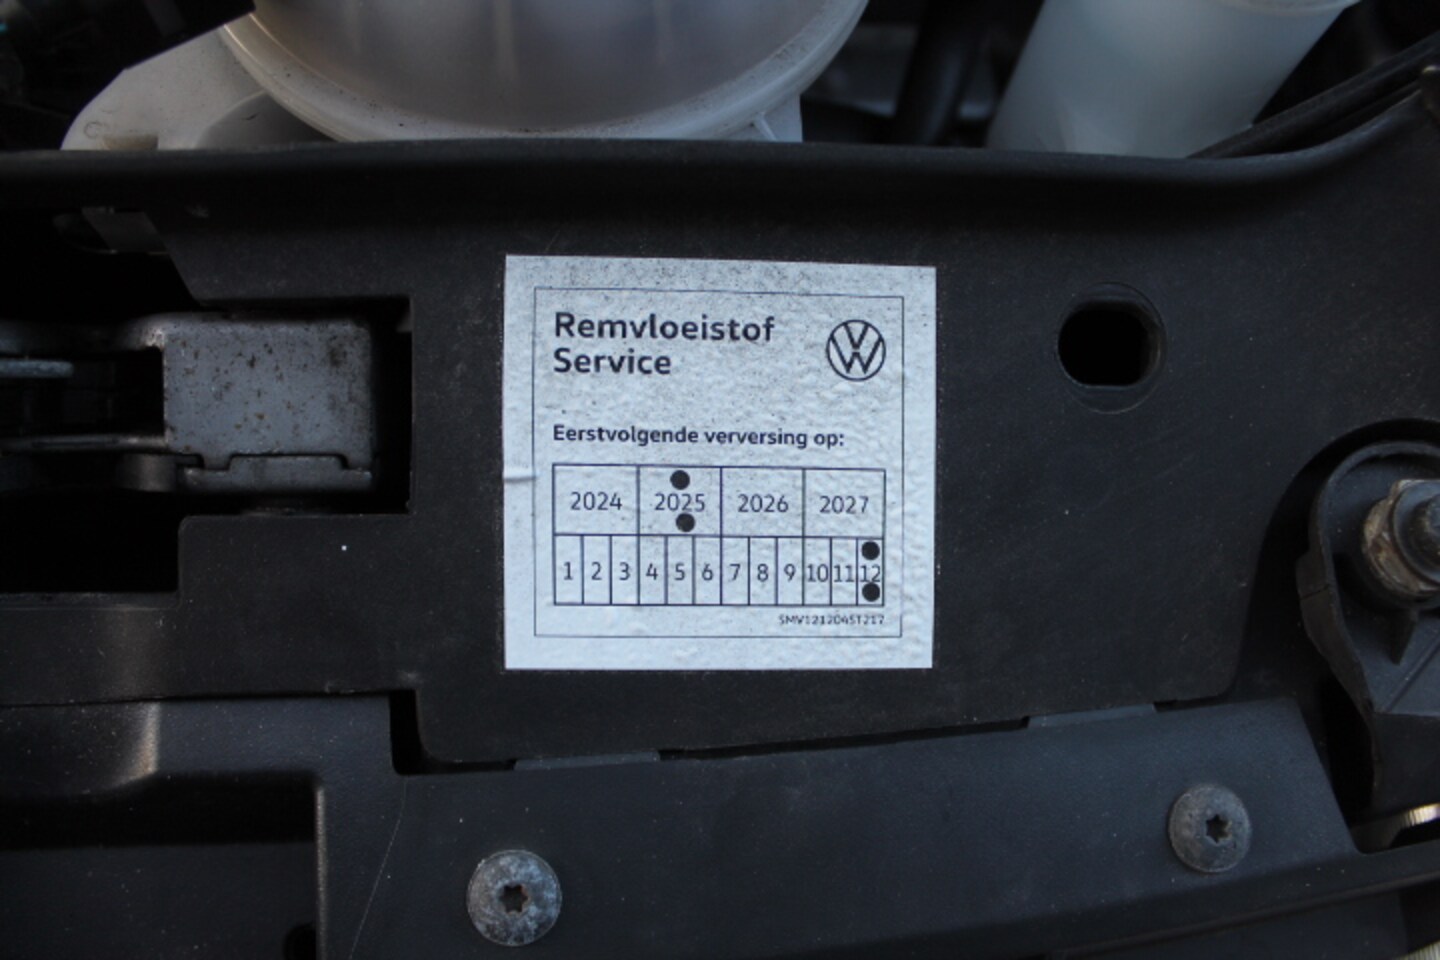 Remvloeistof
Service
Eerstvolgende verversing op:
2024 2025 2026 2027
1 2 3 4 5 6 7 8 9 10 11 12
SMV121204ST217